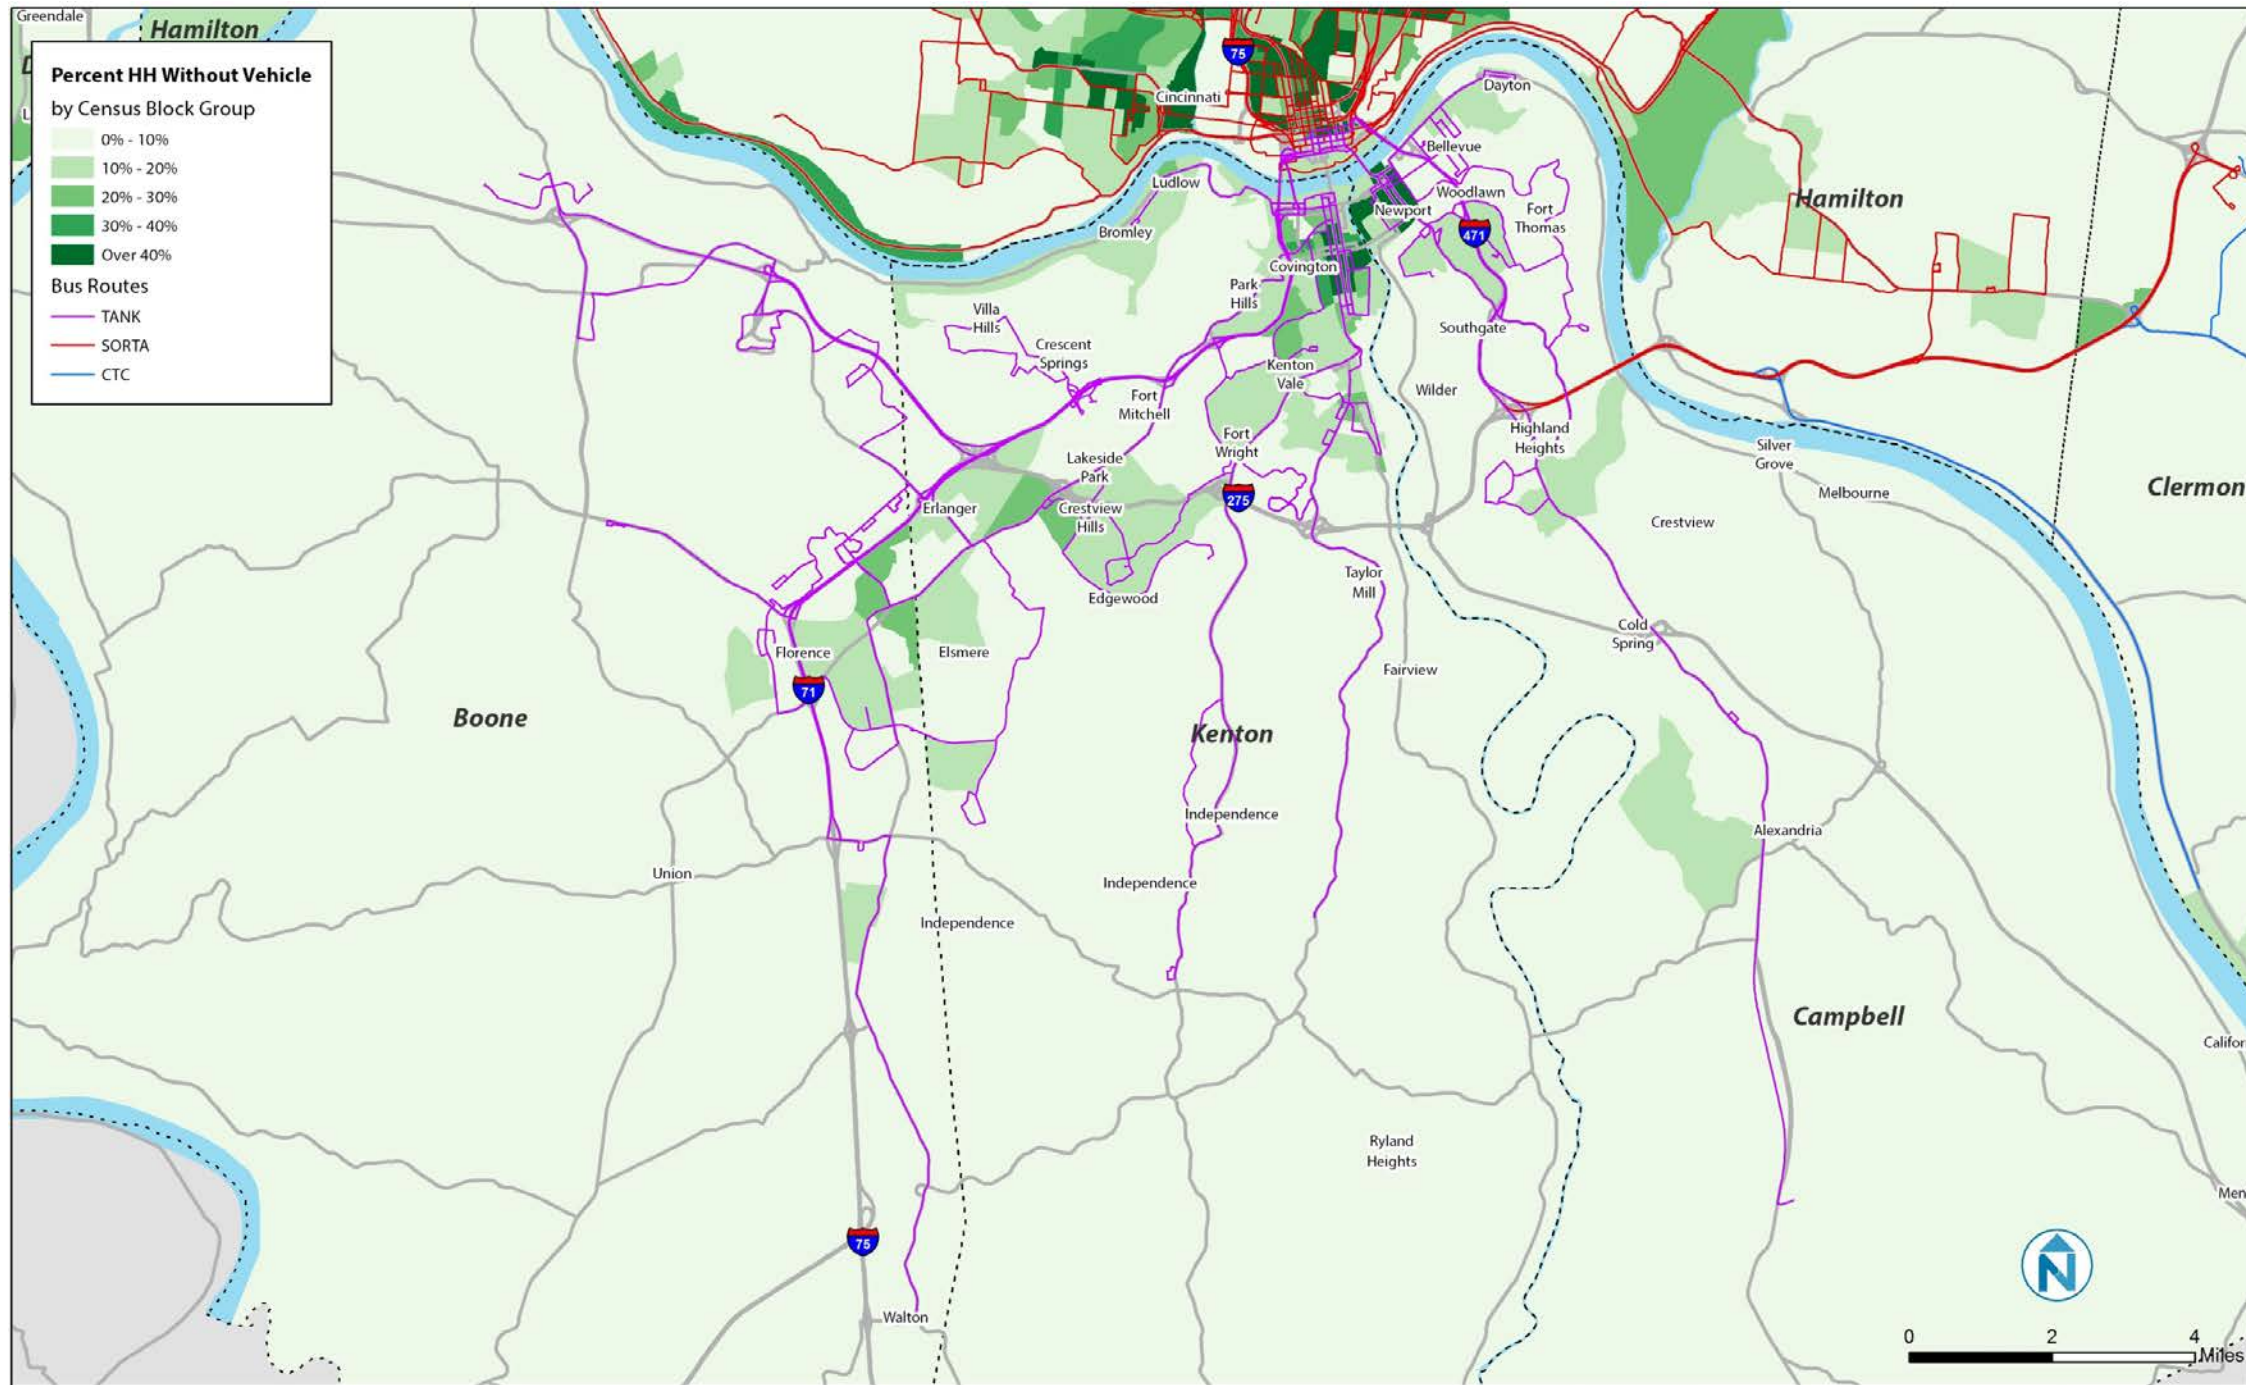 Greendale
Hamilton
Percent HH Without Vehicle
by Census Block Group
0% - 10%
10% - 20%
20% - 30%
30% - 40%
Over 40%
Bus Routes
TANK
SORTA
CTC
75
Cincinnati
Dayton
Bellevue
Ludlow
Woodlawn
Newport
Fort
Thomas
Hamilton
471
Bromley
Covington
Park
Hills
Villa
Hills
Southgate
Crescent
Springs
Kenton
Vale
Wilder
Fort
Mitchell
Highland
Heights
Fort
Wright
Silver
Grove
Lakeside
Park
275
Melbourne
Clermon
Erlanger
Crestview
Hills
Crestview
Taylor
Mill
Edgewood
Cold
Spring
Florence
Elsmere
Fairview
71
Boone
Kenton
Independence
Alexandria
Union
Independence
Independence
Campbell
Califor
Ryland
Heights
Men
75
N
Walton
0 2 4
Miles